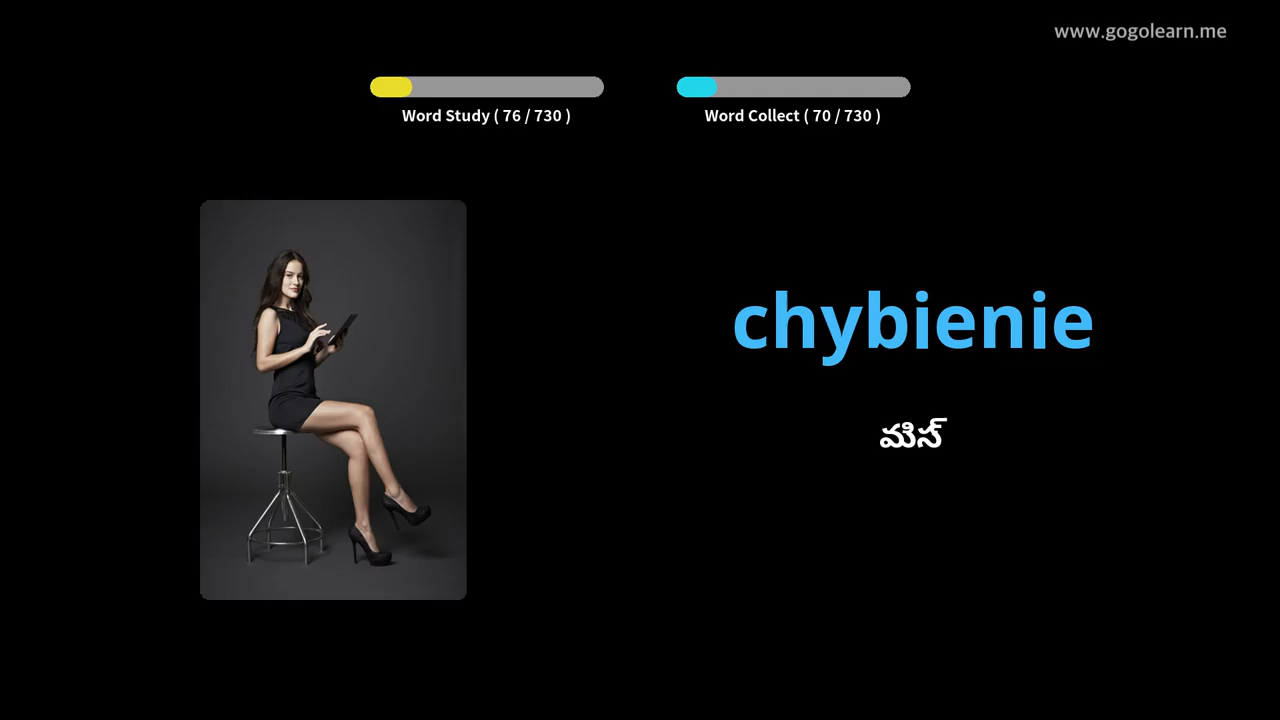 www.gogolearn.me
Word Study ( 76 / 730 )
Word Collect ( 70 / 730 )
chybienie
మిస్